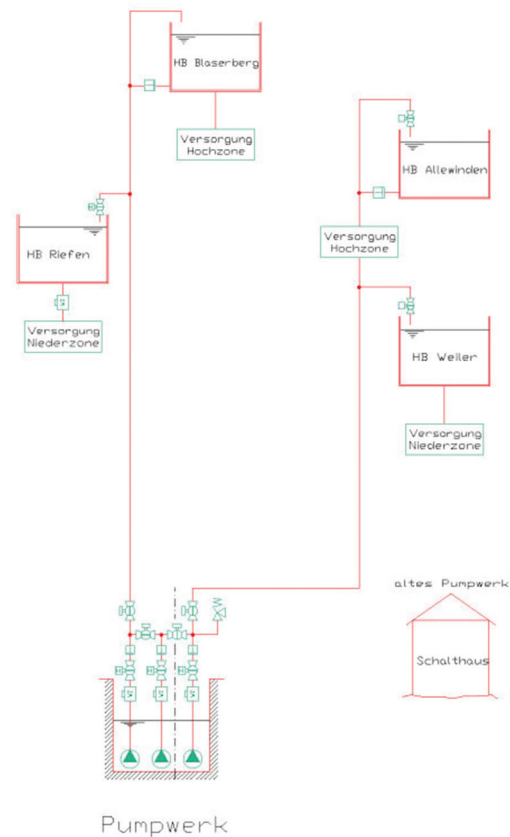 HB Blaserberg
Versorgung
Hochzone
HB Allewinden
Versorgung
Hochzone
HB Riefen
Versorgung
Niederzone
HB Weiler
Versorgung
Niederzone
altes Pumpwerk
Schalthaus
Pumpwerk